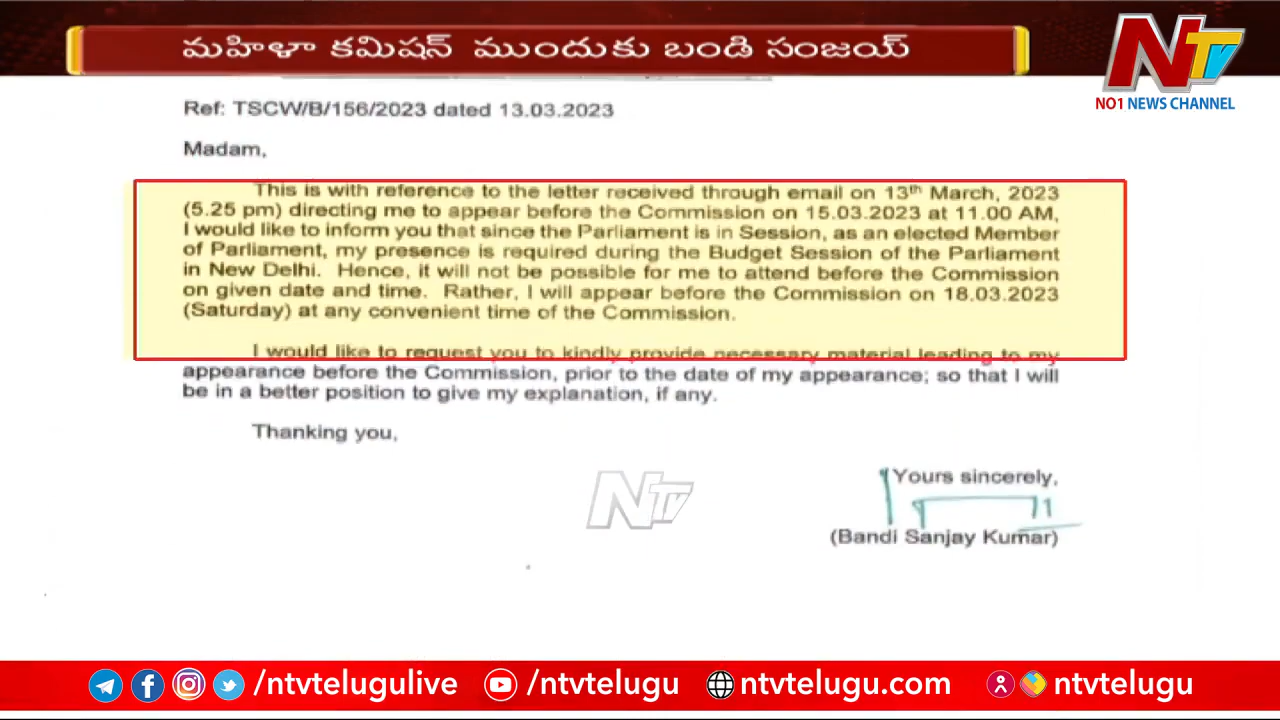 మహిళా కమిషన్ ముందుకు బండి సంజయ్
NTV
NO1 NEWS CHANNEL
Ref: TSCW/B/156/2023 dated 13.03.2023
Madam,
This is with reference to the letter received through email on 13th March, 2023
(5.25 pm) directing me to appear before the Commission on 15.03.2023 at 11.00 AM,
I would like to inform you that since the Parliament is in Session, as an elected Member
of Parliament, my presence is required during the Budget Session of the Parliament
in New Delhi. Hence, it will not be possible for me to attend before the Commission
on given date and time. Rather, I will appear before the Commission on 18.03.2023
(Saturday) at any convenient time of the Commission.
I would like to request you to kindly provide necessary material leading to my
appearance before the Commission, prior to the date of my appearance; so that I will
be in a better position to give my explanation, if any.
Thanking you,
Yours sincerely,
(Bandi Sanjay Kumar)
NTV
/ntvtelugulive /ntvtelugu ntvtelugu.com ntvtelugu